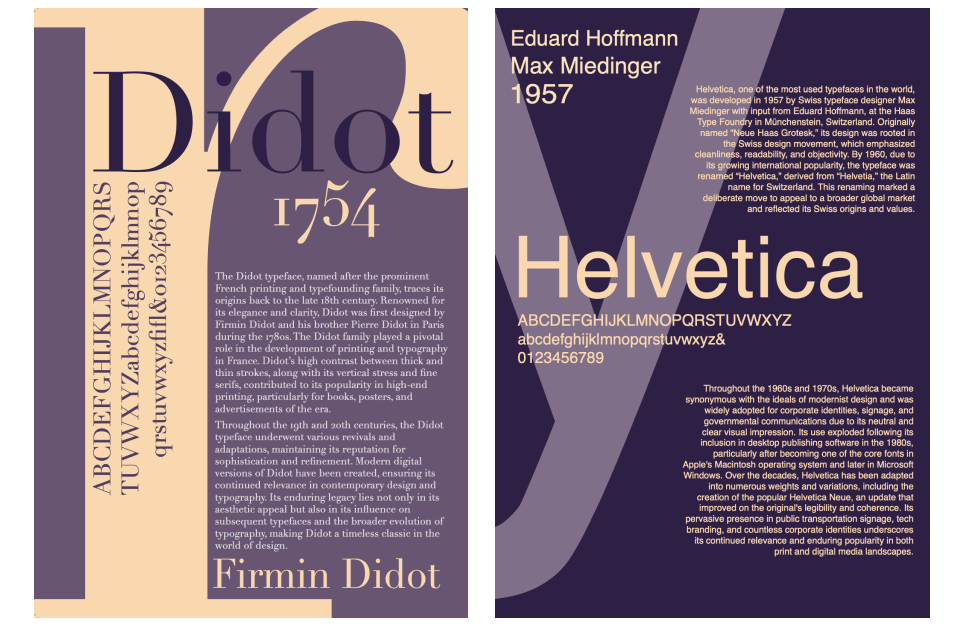 Didot
1754
ABCDEFGHIJKLMNOPQRS
TUVWXYZabcdefghijklmnop
qrstuvwxyzfiflſ&0123456789
The Didot typeface, named after the prominent
French printing and typefounding family, traces its
origins back to the late 18th century. Renowned for
its elegance and clarity, Didot was first designed by
Firmin Didot and his brother Pierre Didot in Paris
during the 1780s. The Didot family played a pivotal
role in the development of printing and typography
in France. Didot's high contrast between thick and
thin strokes, along with its vertical stress and fine
serifs, contributed to its popularity in high-end
printing, particularly for books, posters, and
advertisements of the era.
Throughout the 19th and 20th centuries, the Didot
typeface underwent various revivals and
adaptations, maintaining its reputation for
sophistication and refinement. Modern digital
versions of Didot have been created, ensuring its
continued relevance in contemporary design and
typography. Its enduring legacy lies not only in its
aesthetic appeal but also in its influence on
subsequent typefaces and the broader evolution of
typography, making Didot a timeless classic in the
world of design.
Firmin Didot
Eduard Hoffmann
Max Miedinger
1957
Helvetica, one of the most used typefaces in the world,
was developed in 1957 by Swiss typeface designer Max
Miedinger with input from Eduard Hoffmann, at the Haas
Type Foundry in Münchenstein, Switzerland. Originally
named “Neue Haas Grotesk,” its design was rooted in
the Swiss design movement, which emphasized
cleanliness, readability, and objectivity. By 1960, due to
its growing international popularity, the typeface was
renamed “Helvetica,” derived from “Helvetia,” the Latin
name for Switzerland. This renaming marked a
deliberate move to appeal to a broader global market
and reflected its Swiss origins and values.
Helvetica
ABCDEFGHIJKLMNOPQRSTUVWXYZ
abcdefghijklmnopqrstuvwxyz&
0123456789
Throughout the 1960s and 1970s, Helvetica became
synonymous with the ideals of modernist design and was
widely adopted for corporate identities, signage, and
governmental communications due to its neutral and
clear visual impression. Its use exploded following its
inclusion in desktop publishing software in the 1980s,
particularly after becoming one of the core fonts in
Apple's Macintosh operating system and later in Microsoft
Windows. Over the decades, Helvetica has been adapted
into numerous weights and variations, including the
creation of the popular Helvetica Neue, an update that
improved on the original's legibility and coherence. Its
pervasive presence in public transportation signage, tech
branding, and countless corporate identities underscores
its continued relevance and enduring popularity in both
print and digital media landscapes.